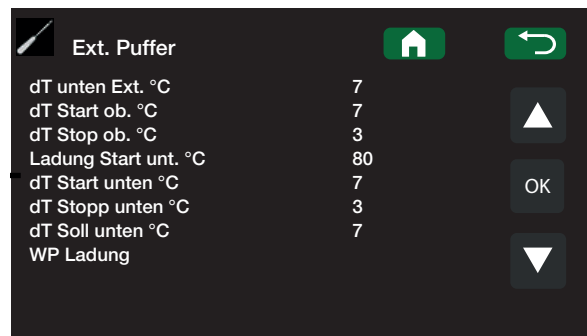 Ext. Puffer
dT unten Ext. °C 7
dT Start ob. °C 7
dT Stop ob. °C 3
Ladung Start unt. °C 80
dT Start unten °C 7
dT Stopp unten °C 3
dT Soll unten °C 7
WP Ladung
OK